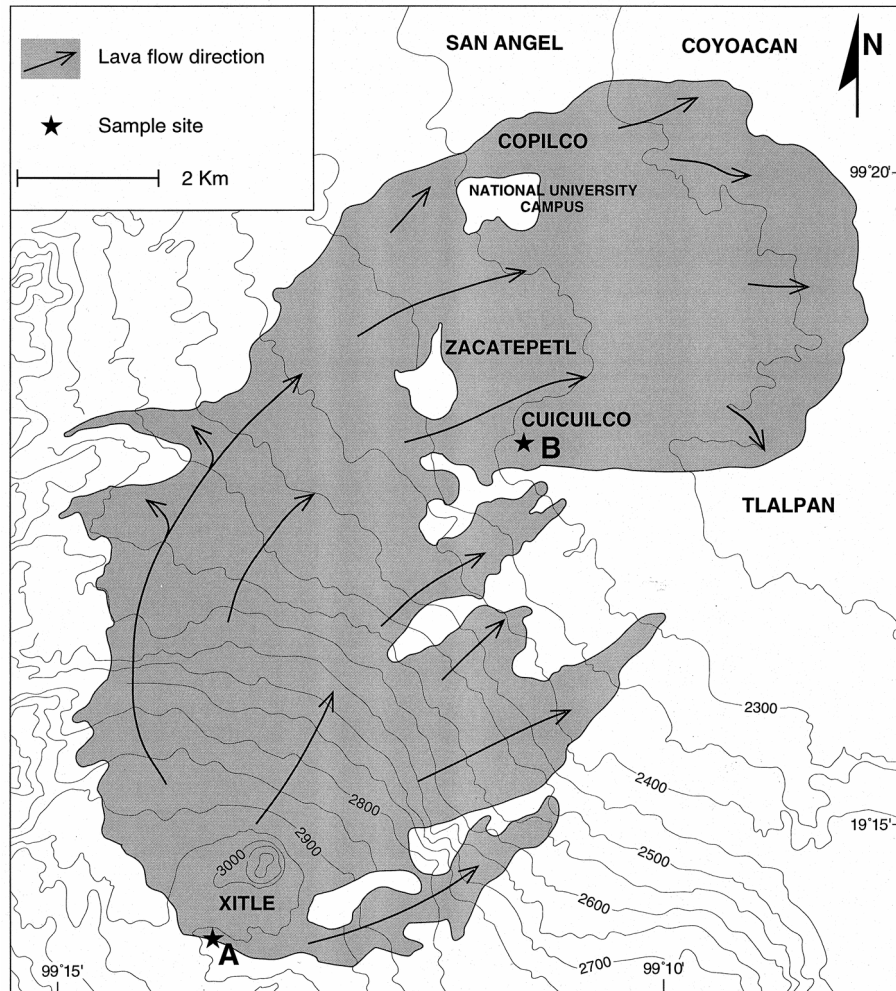 Lava flow direction
Sample site
2 Km
SAN ANGEL
COYOACAN
N
COPILCO
99°20'
NATIONAL UNIVERSITY
CAMPUS
ZACATEPETL
CUICUILCO
B
TLALPAN
2300
2400
2800
19°15'
2900
2500
3000
2600
XITLE
A
2700
99°15'
99°10'